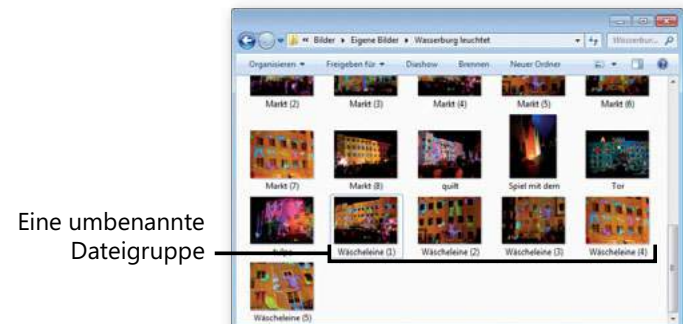 « Bilder ▸ Eigene Bilder ▸ Wasserburg leuchtet
Wasserbur...
Organisieren
Freigeben für
Diashow
Brennen
Neuer Ordner
Markt (2)
Markt (3)
Markt (4)
Markt (5)
Markt (6)
Markt (7)
Markt (8)
quilt
Spiel mit dem
Tor
Eine umbenannte
Dateigruppe
Wäscheleine (1)
Wäscheleine (2)
Wäscheleine (3)
Wäscheleine (4)
Wäscheleine (5)